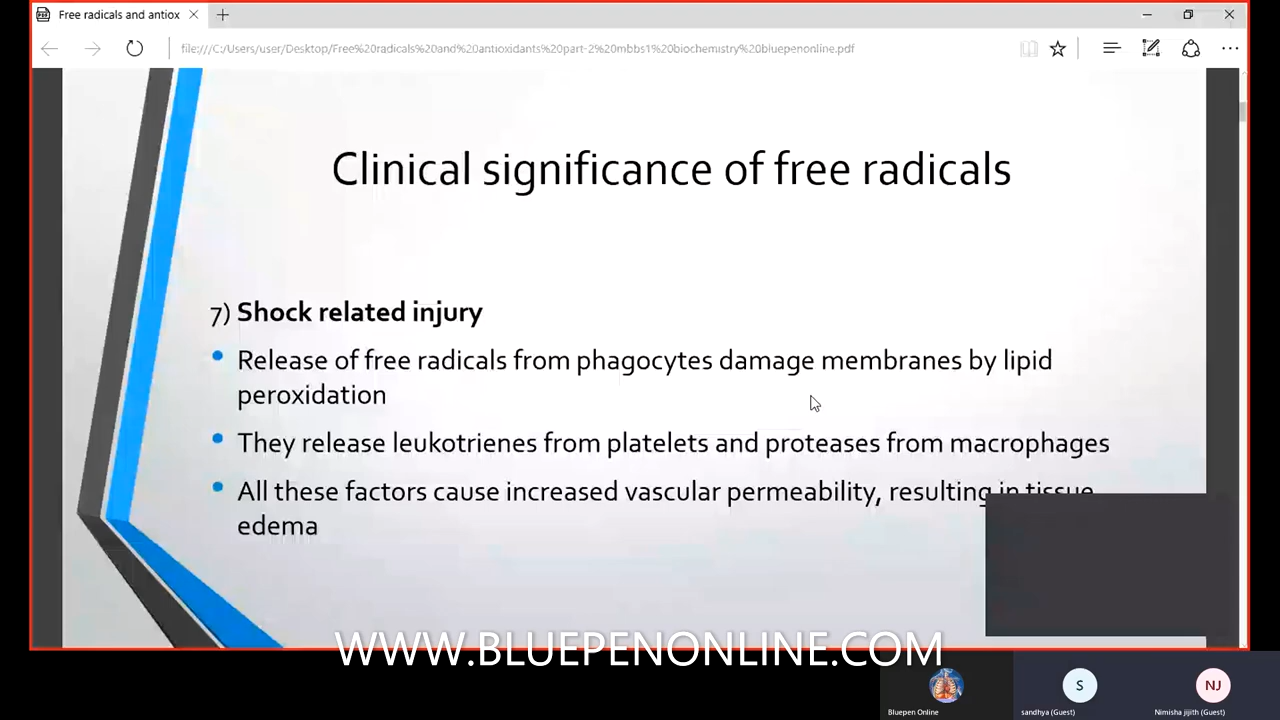 Free radicals and antiox
file:///C:/Users/user/Desktop/Free%20radicals%20and%20antioxidants%20part-2%20mbbs1%20biochemistry%20bluepenonline.pdf
Clinical significance of free radicals
7) Shock related injury
Release of free radicals from phagocytes damage membranes by lipid
peroxidation
They release leukotrienes from platelets and proteases from macrophages
All these factors cause increased vascular permeability, resulting in tissue
edema
WWW.BLUEPENONLINE.COM
S
NJ
Bluepen Online
sandhya (Guest)
Nimisha jijith (Guest)